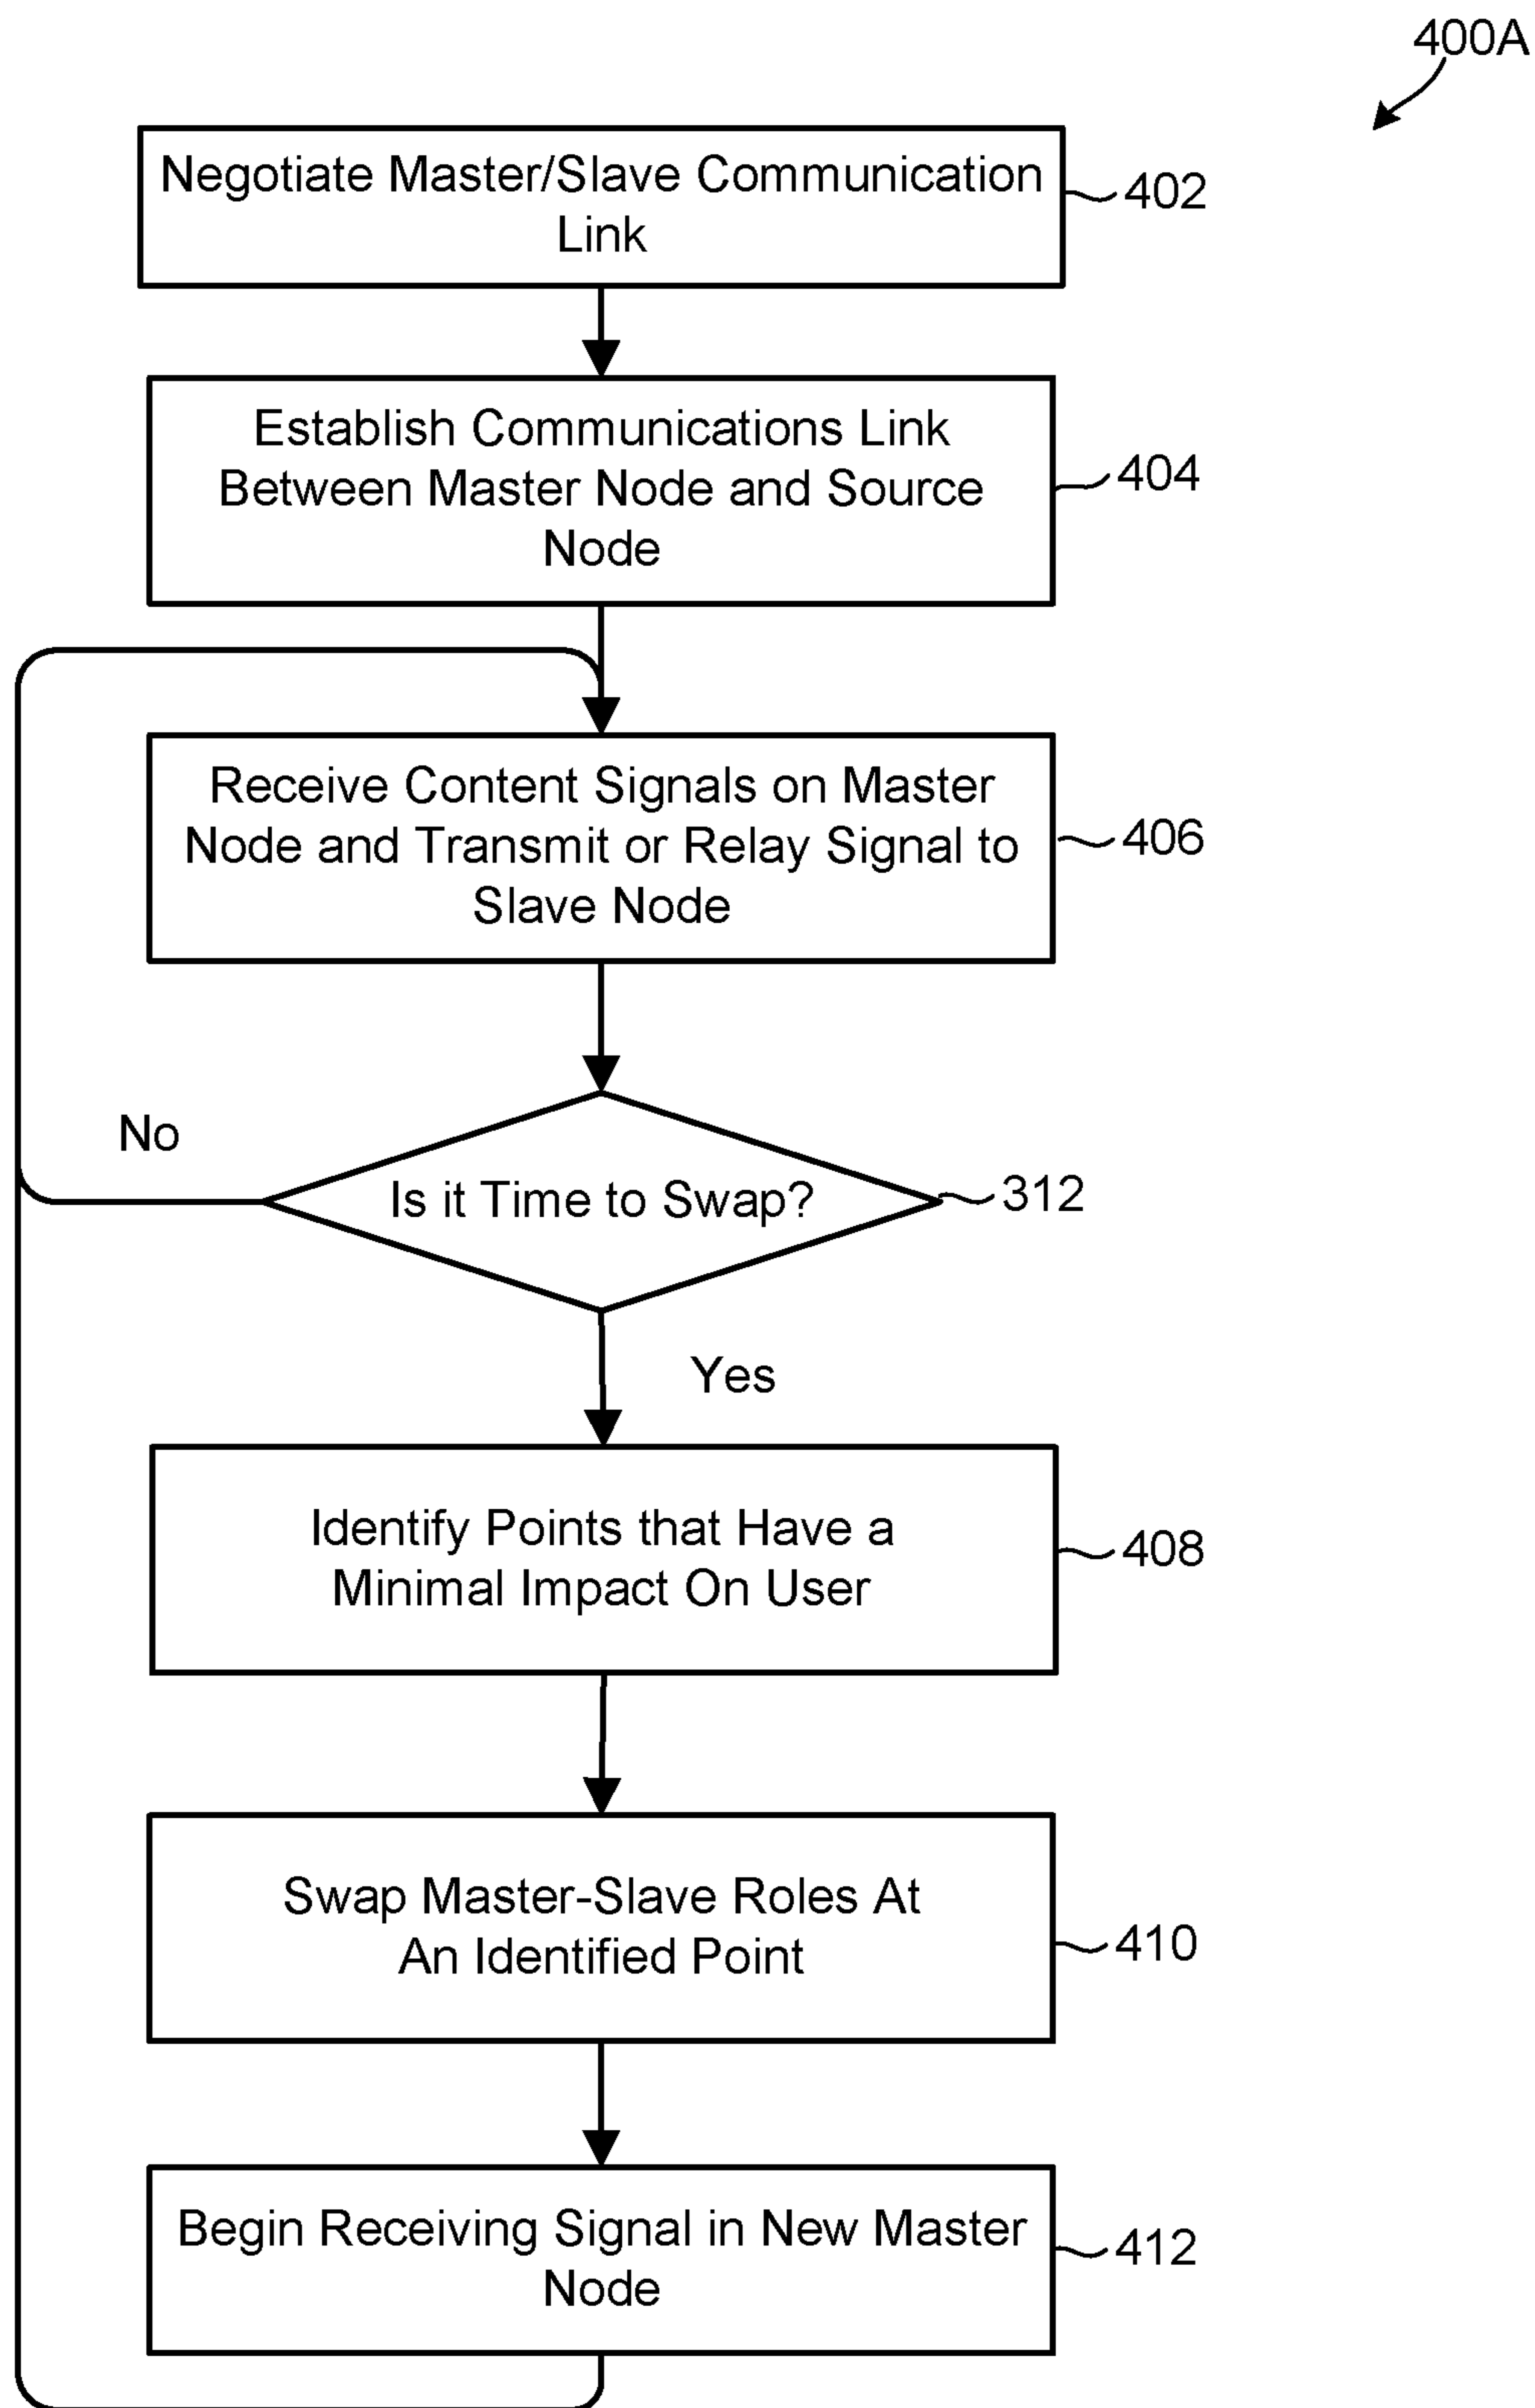 400A
Negotiate Master/Slave Communication
Link
402
Establish Communications Link
Between Master Node and Source
Node
404
Receive Content Signals on Master
Node and Transmit or Relay Signal to
Slave Node
406
No
Is it Time to Swap?
312
Yes
Identify Points that Have a
Minimal Impact On User
408
Swap Master-Slave Roles At
An Identified Point
410
Begin Receiving Signal in New Master
Node
412